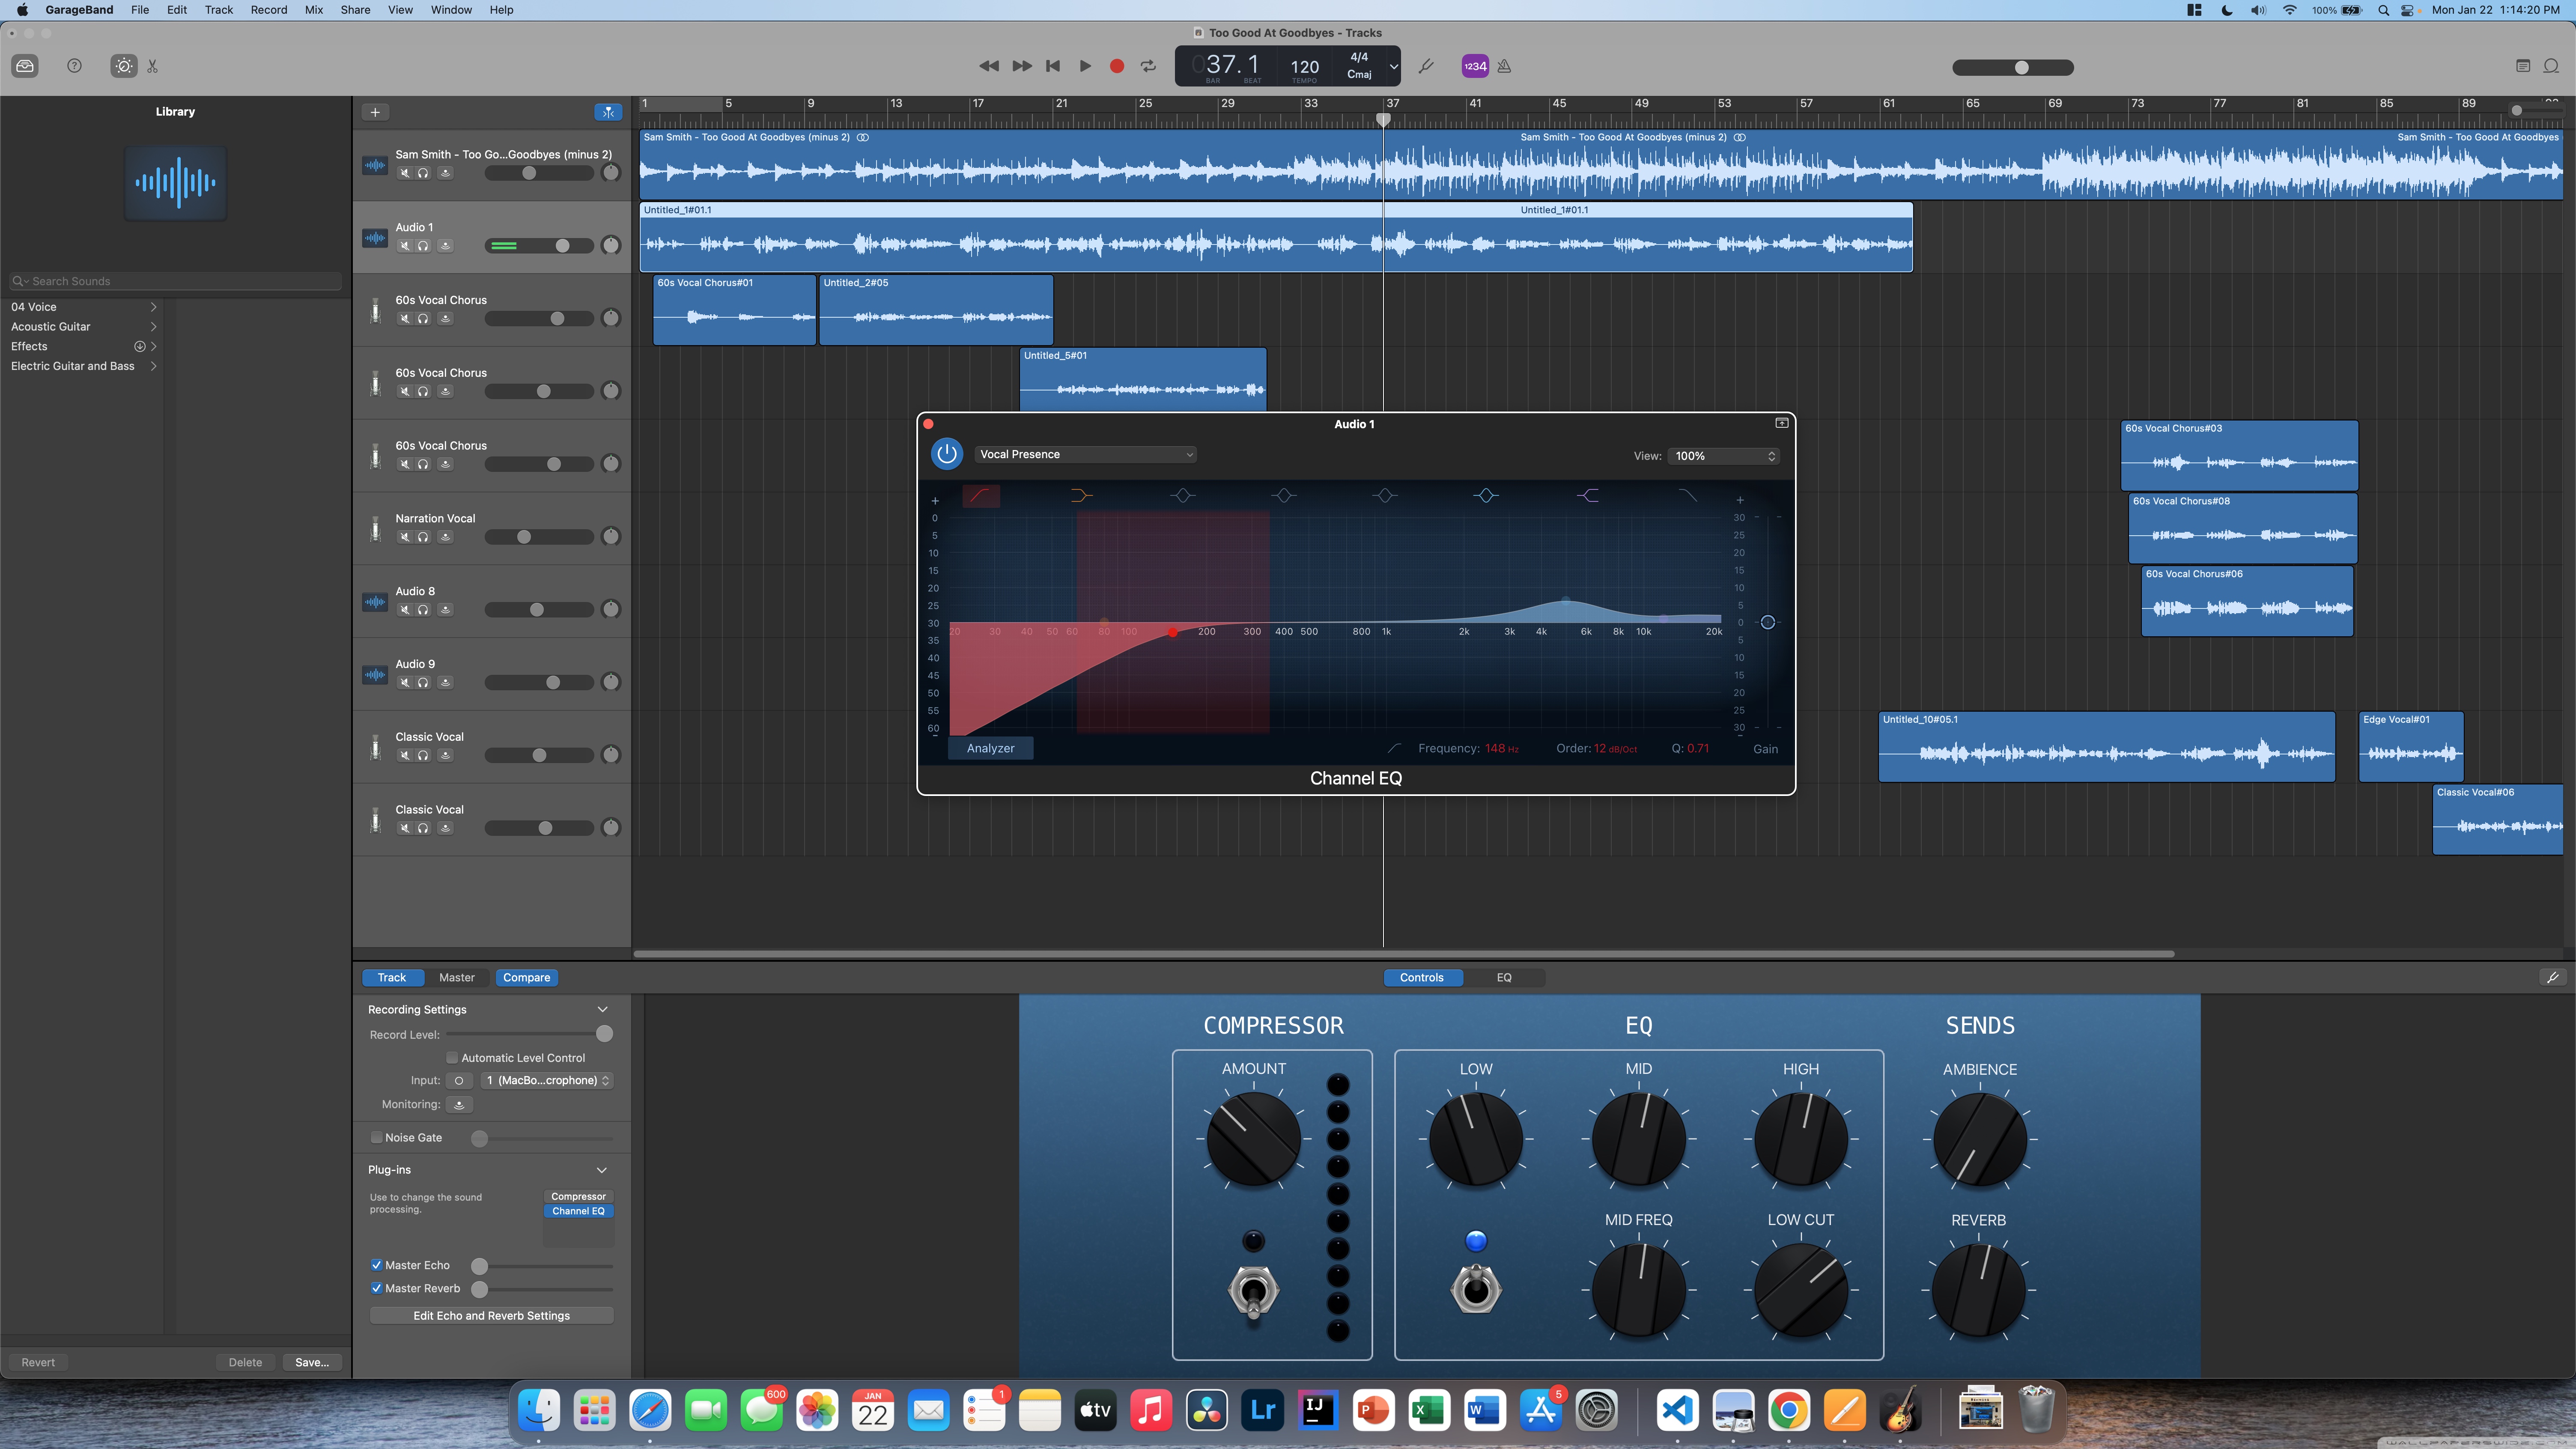 GarageBand File Edit Track Record Mix Share View Window Help
100% Mon Jan 22 1:14:20 PM
Too Good At Goodbyes - Tracks
037.1 120 4/4
BAR BEAT TEMPO Cmaj
1234
Library
1 5 9 13 17 21 25 29 33 37 41 45 49 53 57 61 65 69 73 77 81 85 89
Sam Smith - Too Go...Goodbyes (minus 2)
Sam Smith - Too Good At Goodbyes (minus 2)
Sam Smith - Too Good At Goodbyes (minus 2)
Sam Smith - Too Good At Goodbyes
Audio 1
Untitled_1#01.1
Untitled_1#01.1
Search Sounds
04 Voice
Acoustic Guitar
Effects
Electric Guitar and Bass
60s Vocal Chorus
60s Vocal Chorus#01
Untitled_2#05
60s Vocal Chorus
Untitled_5#01
60s Vocal Chorus
60s Vocal Chorus#03
Narration Vocal
60s Vocal Chorus#08
Audio 8
60s Vocal Chorus#06
Audio 9
Classic Vocal
Untitled_10#05.1
Edge Vocal#01
Classic Vocal
Classic Vocal#06
Audio 1
Vocal Presence
View: 100%
+ +
0 30
5 25
10 20
15 15
20 10
25 5
30 0
35 5
40 10
45 15
50 20
55 25
60 30
20 30 40 50 60 80 100 200 300 400 500 800 1k 2k 3k 4k 6k 8k 10k 20k
Analyzer
Frequency: 148 Hz Order: 12 dB/Oct Q: 0.71 Gain
Channel EQ
Track Master Compare
Controls EQ
Recording Settings
Record Level:
Automatic Level Control
Input: 1 (MacBo...crophone)
Monitoring:
Noise Gate
Plug-ins
Use to change the sound
processing.
Compressor
Channel EQ
Master Echo
Master Reverb
Edit Echo and Reverb Settings
COMPRESSOR EQ SENDS
AMOUNT LOW MID HIGH AMBIENCE
MID FREQ LOW CUT REVERB
Revert Delete Save...
600 JAN 22 1 tv Lr IJ P X W 5